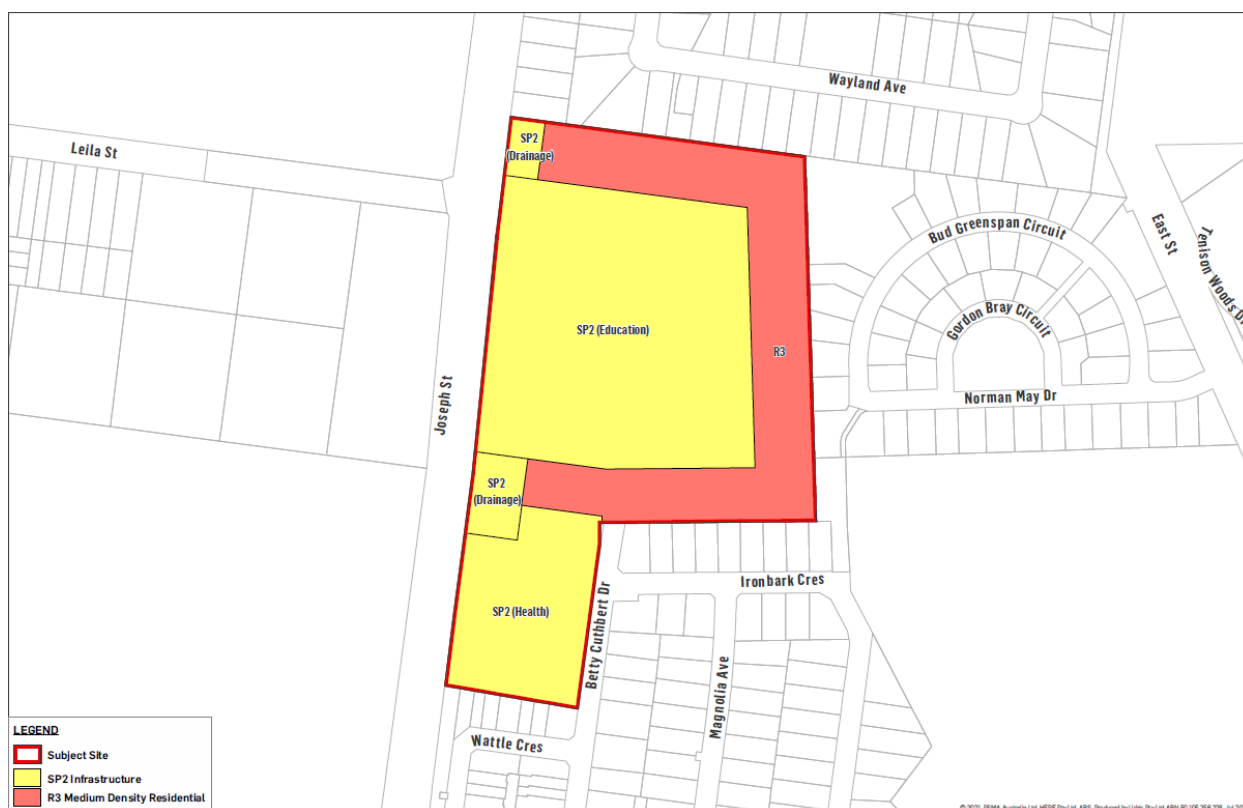 Wayland Ave
Leila St
SP2
(Drainage)
Bud Greenspan Circuit
East St
Tenison Woods Dr
Gordon Bray Circuit
SP2 (Education)
R3
Joseph St
Norman May Dr
SP2
(Drainage)
Ironbark Cres
SP2 (Health)
Betty Cuthbert Dr
Magnolia Ave
Wattle Cres
LEGEND
Subject Site
SP2 Infrastructure
R3 Medium Density Residential